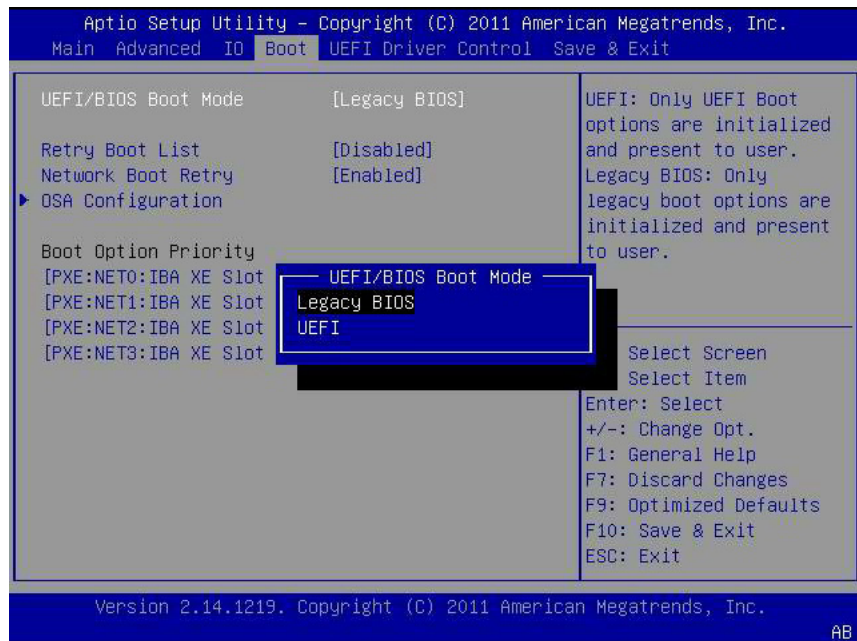 Aptio Setup Utility – Copyright (C) 2011 American Megatrends, Inc.
Main Advanced IO Boot UEFI Driver Control Save & Exit
UEFI/BIOS Boot Mode [Legacy BIOS]
Retry Boot List [Disabled]
Network Boot Retry [Enabled]
OSA Configuration
Boot Option Priority
[PXE:NET0:IBA XE Slot
[PXE:NET1:IBA XE Slot
[PXE:NET2:IBA XE Slot
[PXE:NET3:IBA XE Slot
UEFI/BIOS Boot Mode
Legacy BIOS
UEFI
UEFI: Only UEFI Boot
options are initialized
and present to user.
Legacy BIOS: Only
legacy boot options are
initialized and present
to user.
Select Screen
Select Item
Enter: Select
+/-: Change Opt.
F1: General Help
F7: Discard Changes
F9: Optimized Defaults
F10: Save & Exit
ESC: Exit
Version 2.14.1219. Copyright (C) 2011 American Megatrends, Inc.
AB